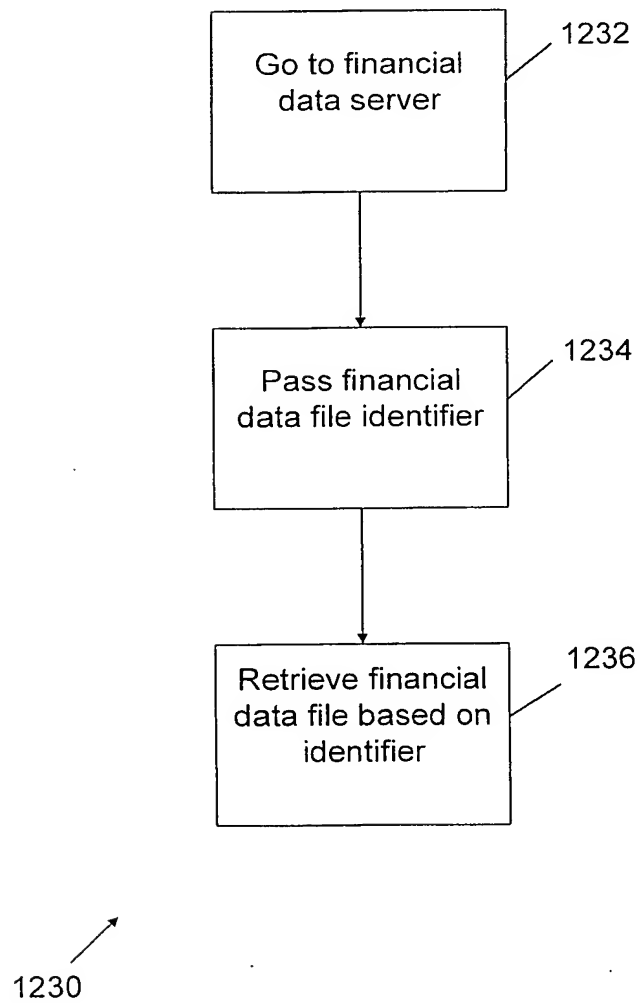 1232
Go to financial
data server
1234
Pass financial
data file identifier
1236
Retrieve financial
data file based on
identifier
1230